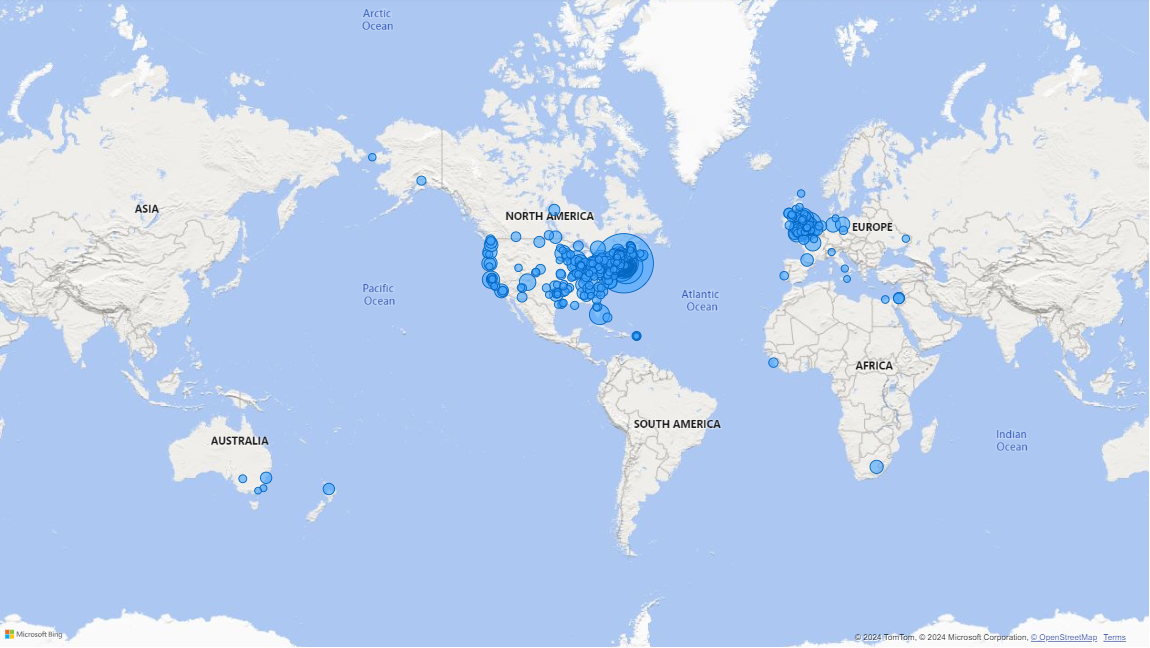 Arctic
Ocean
ASIA
NORTH AMERICA
EUROPE
Pacific
Ocean
Atlantic
Ocean
AFRICA
SOUTH AMERICA
AUSTRALIA
Indian
Ocean
Microsoft Bing
© 2024 TomTom, © 2024 Microsoft Corporation, © OpenStreetMap Terms